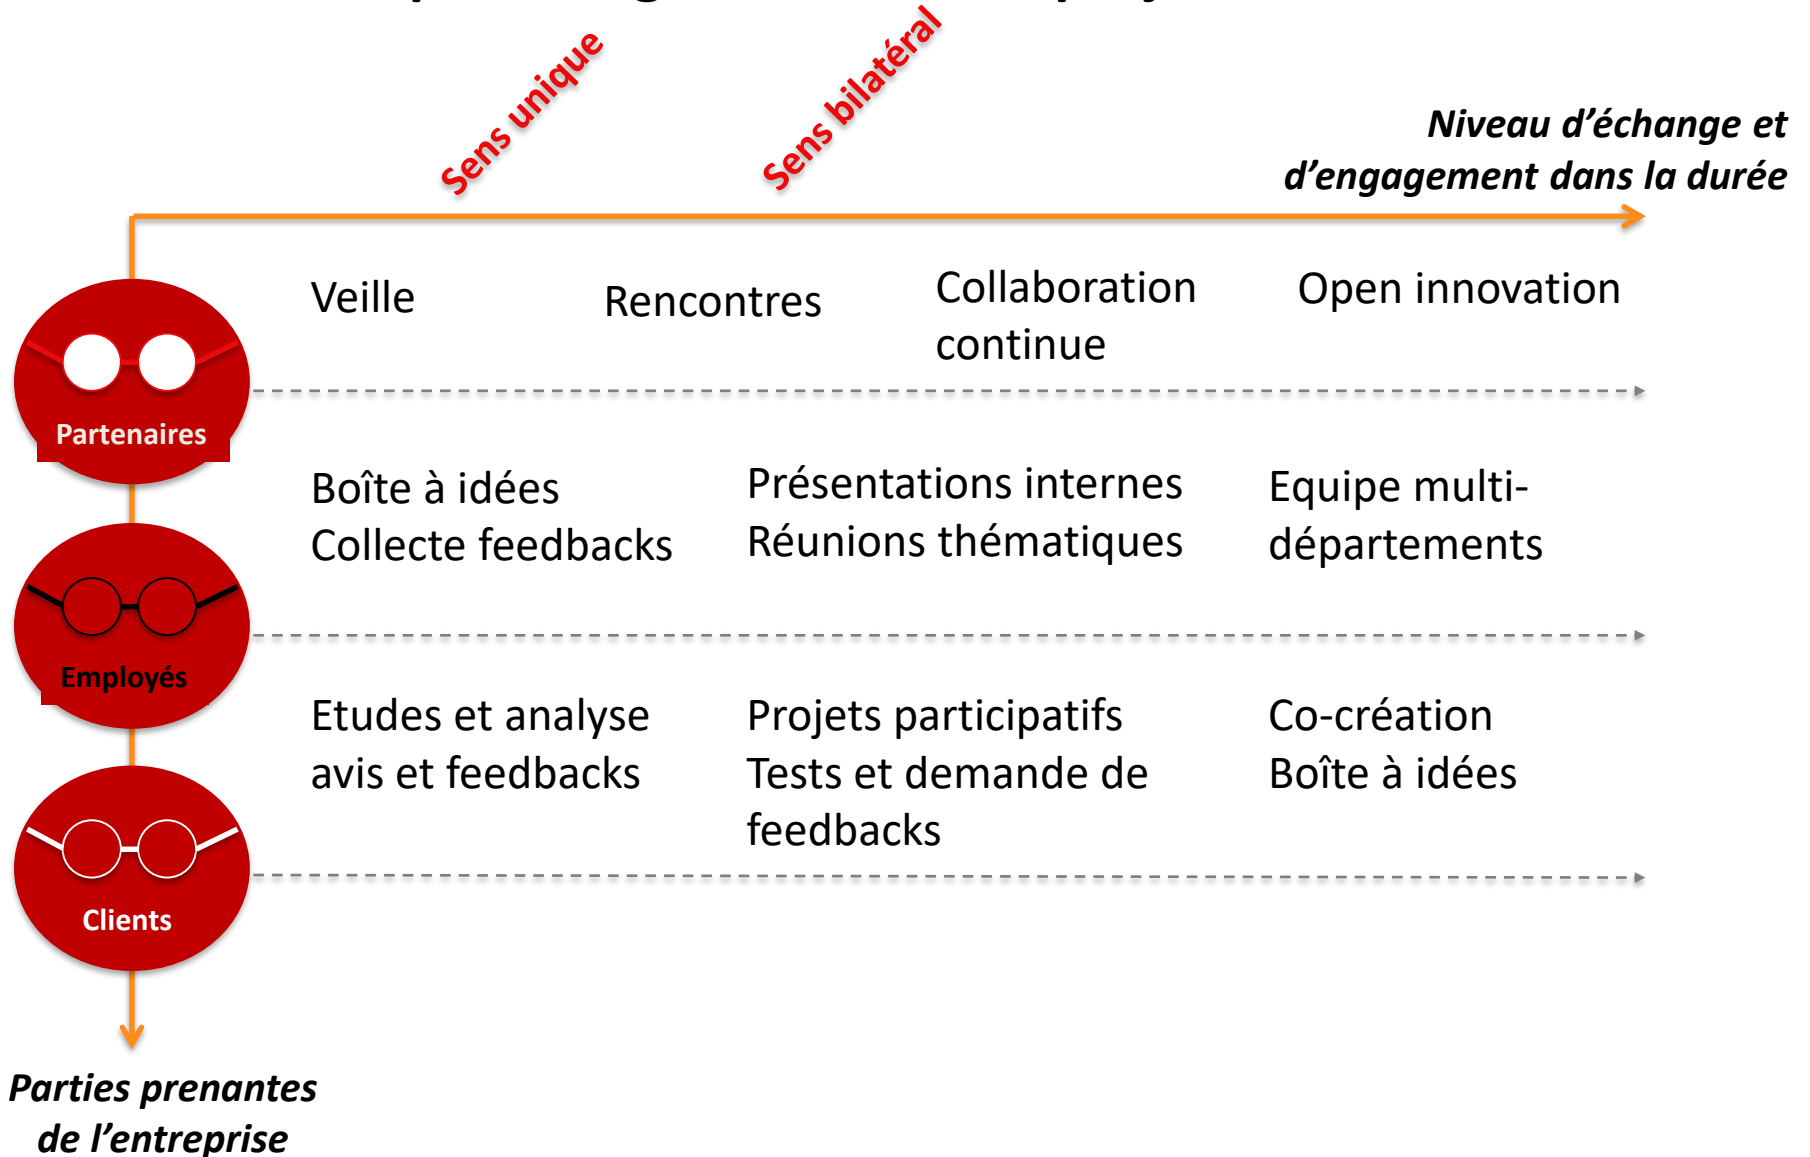 Sens unique
Sens bilatéral
Niveau d’échange et
d’engagement dans la durée
Veille
Rencontres
Collaboration
continue
Open innovation
Partenaires
Boîte à idées
Collecte feedbacks
Présentations internes
Réunions thématiques
Equipe multi-
départements
Employés
Etudes et analyse
avis et feedbacks
Projets participatifs
Tests et demande de
feedbacks
Co-création
Boîte à idées
Clients
Parties prenantes
de l’entreprise